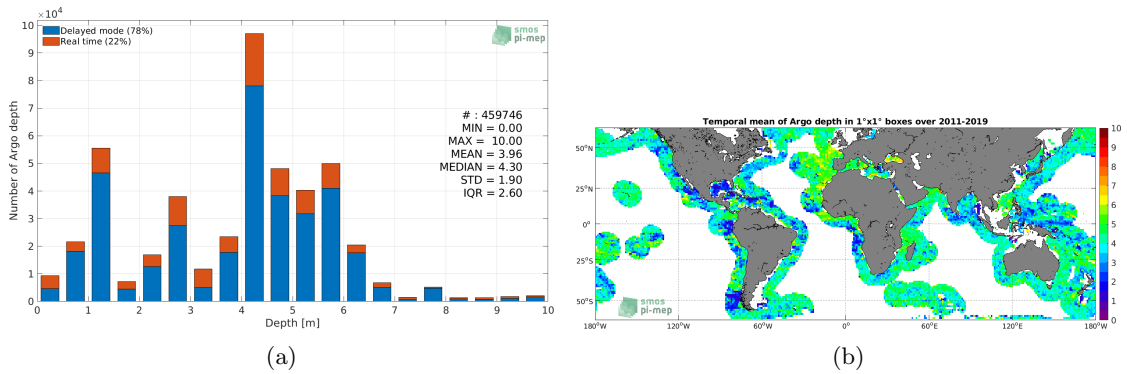 ×10⁴
Delayed mode (78%)
Real time (22%)
smos
pi-mep
Number of Argo depth
10
9
8
7
6
5
4
3
2
1
0
# : 459746
MIN = 0.00
MAX = 10.00
MEAN = 3.96
MEDIAN = 4.30
STD = 1.90
IQR = 2.60
0 1 2 3 4 5 6 7 8 9 10
Depth [m]
(a)
Temporal mean of Argo depth in 1°x1° boxes over 2011-2019
50°N
25°N
0°
25°S
50°S
smos
pi-mep
180°W 120°W 60°W 0° 60°E 120°E 180°W
10
9
8
7
6
5
4
3
2
1
0
(b)